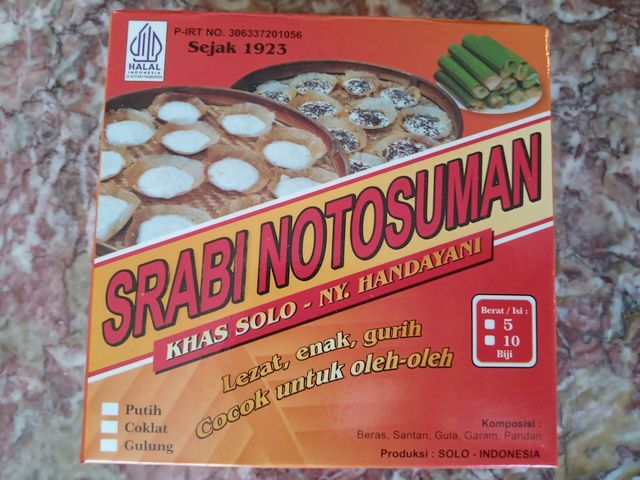 HALAL
INDONESIA
P-IRT NO. 306337201056
Sejak 1923
SRABI NOTOSUMAN
KHAS SOLO - NY. HANDAYANI
Lezat, enak, gurih
Cocok untuk oleh-oleh
Berat / Isi :
5
10
Biji
Putih
Coklat
Gulung
Komposisi :
Beras, Santan, Gula, Garam, Pandan
Produksi : SOLO - INDONESIA